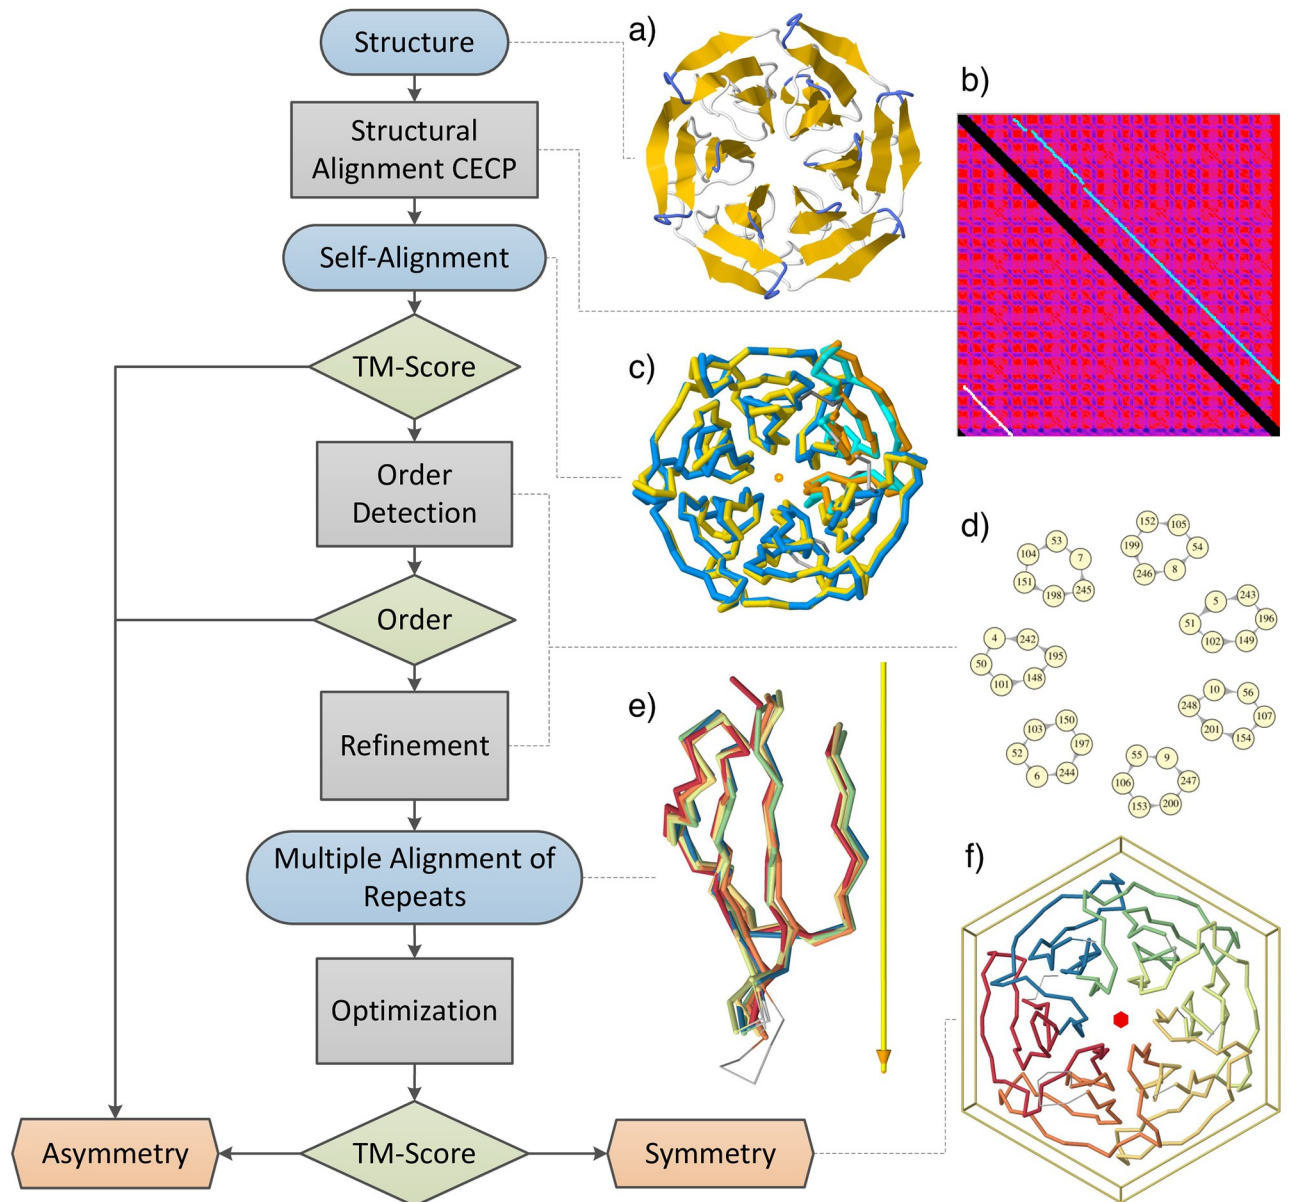 Structure
Structural
Alignment CECP
Self-Alignment
TM-Score
Order
Detection
Order
Refinement
Multiple Alignment of
Repeats
Optimization
TM-Score
Asymmetry
Symmetry
a)
b)
c)
d)
53
104
7
151
198
245
152
105
199
54
246
8
5
243
51
196
102
149
4
242
50
195
101
148
10
56
248
107
201
154
103
150
52
197
6
244
55
9
106
247
153
200
e)
f)